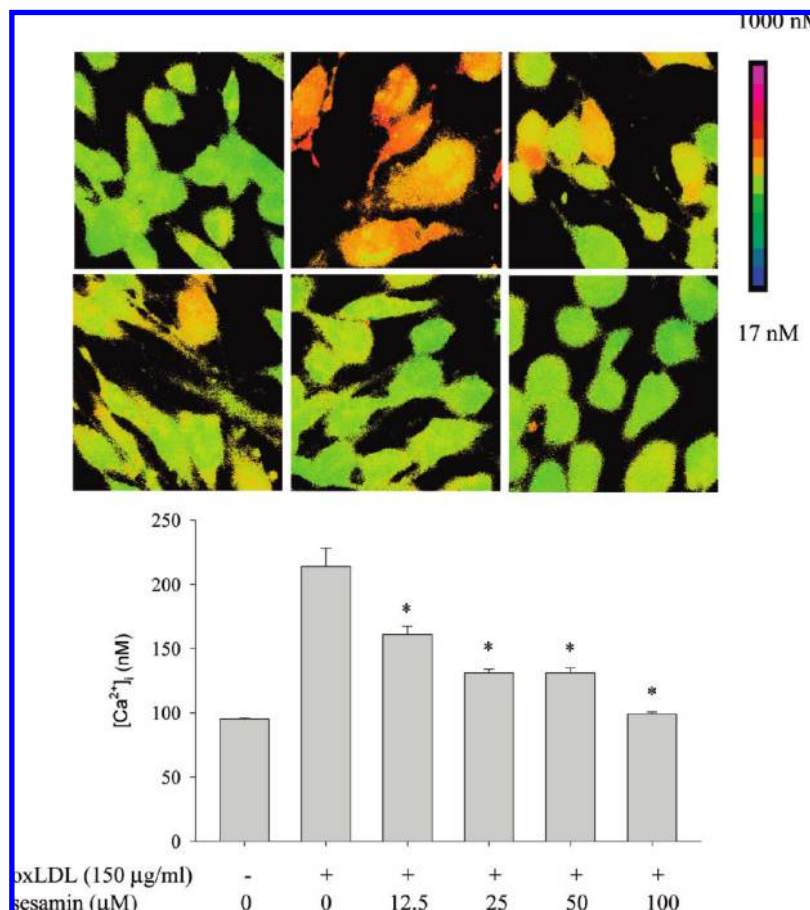 1000 nM
17 nM
250
200
150
100
50
0
[Ca²⁺]ᵢ (nM)
* * * *
oxLDL (150 µg/ml) - + + + + +
sesamin (µM) 0 0 12.5 25 50 100